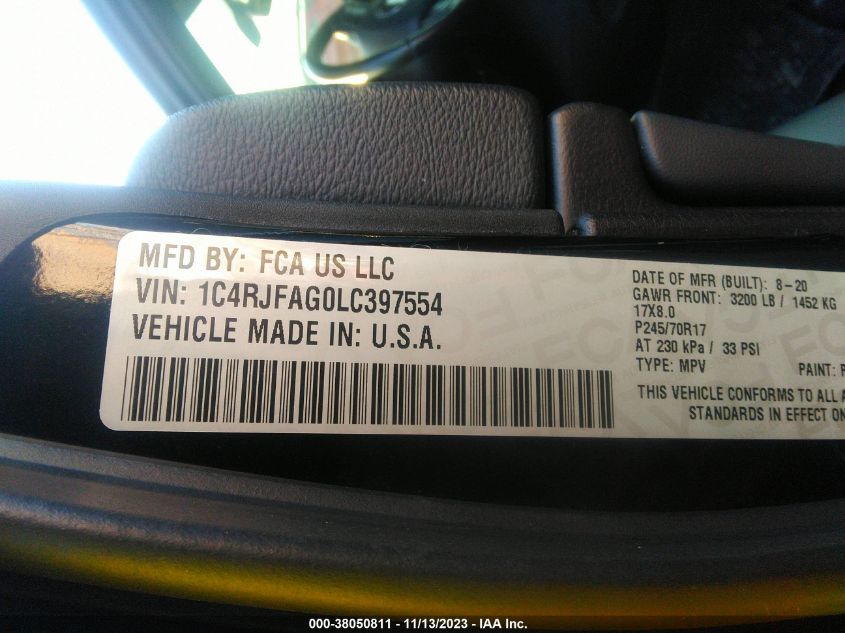 MFD BY: FCA US LLC
VIN: 1C4RJFAG0LC397554
VEHICLE MADE IN: U.S.A.
DATE OF MFR (BUILT): 8-20
GAWR FRONT: 3200 LB / 1452 KG
17X8.0
P245/70R17
AT 230 kPa / 33 PSI
TYPE: MPV PAINT: P
THIS VEHICLE CONFORMS TO ALL A
STANDARDS IN EFFECT ON
000-38050811 - 11/13/2023 - IAA Inc.